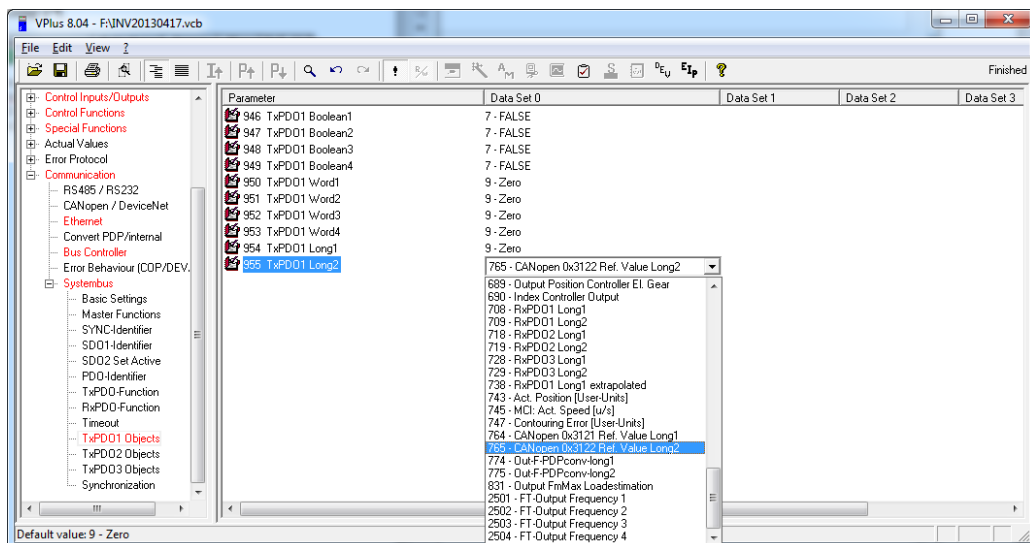 VPlus 8.04 - F:\INV20130417.vcb
File Edit View ?
Finished
Control Inputs/Outputs
Control Functions
Special Functions
Actual Values
Error Protocol
Communication
RS485 / RS232
CANopen / DeviceNet
Ethernet
Convert PDP/internal
Bus Controller
Error Behaviour (COP/DEV.
Systembus
Basic Settings
Master Functions
SYNC-Identifier
SDO1-Identifier
SDO2 Set Active
PDO-Identifier
TxPDO-Function
RxPDO-Function
Timeout
TxPDO1 Objects
TxPDO2 Objects
TxPDO3 Objects
Synchronization
Parameter Data Set 0 Data Set 1 Data Set 2 Data Set 3
946 TxPDO1 Boolean1 7 - FALSE
947 TxPDO1 Boolean2 7 - FALSE
948 TxPDO1 Boolean3 7 - FALSE
949 TxPDO1 Boolean4 7 - FALSE
950 TxPDO1 Word1 9 - Zero
951 TxPDO1 Word2 9 - Zero
952 TxPDO1 Word3 9 - Zero
953 TxPDO1 Word4 9 - Zero
954 TxPDO1 Long1 9 - Zero
955 TxPDO1 Long2 765 - CANopen 0x3122 Ref. Value Long2
689 - Output Position Controller El. Gear
690 - Index Controller Output
708 - RxPDO1 Long1
709 - RxPDO1 Long2
718 - RxPDO2 Long1
719 - RxPDO2 Long2
728 - RxPDO3 Long1
729 - RxPDO3 Long2
738 - RxPDO1 Long1 extrapolated
743 - Act. Position [User-Units]
745 - MCI: Act. Speed [u/s]
747 - Contouring Error [User-Units]
764 - CANopen 0x3121 Ref. Value Long1
765 - CANopen 0x3122 Ref. Value Long2
774 - Out-F-PDPconv-long1
775 - Out-F-PDPconv-long2
831 - Output FmMax Loadestimation
2501 - FT-Output Frequency 1
2502 - FT-Output Frequency 2
2503 - FT-Output Frequency 3
2504 - FT-Output Frequency 4
Default value: 9 - Zero